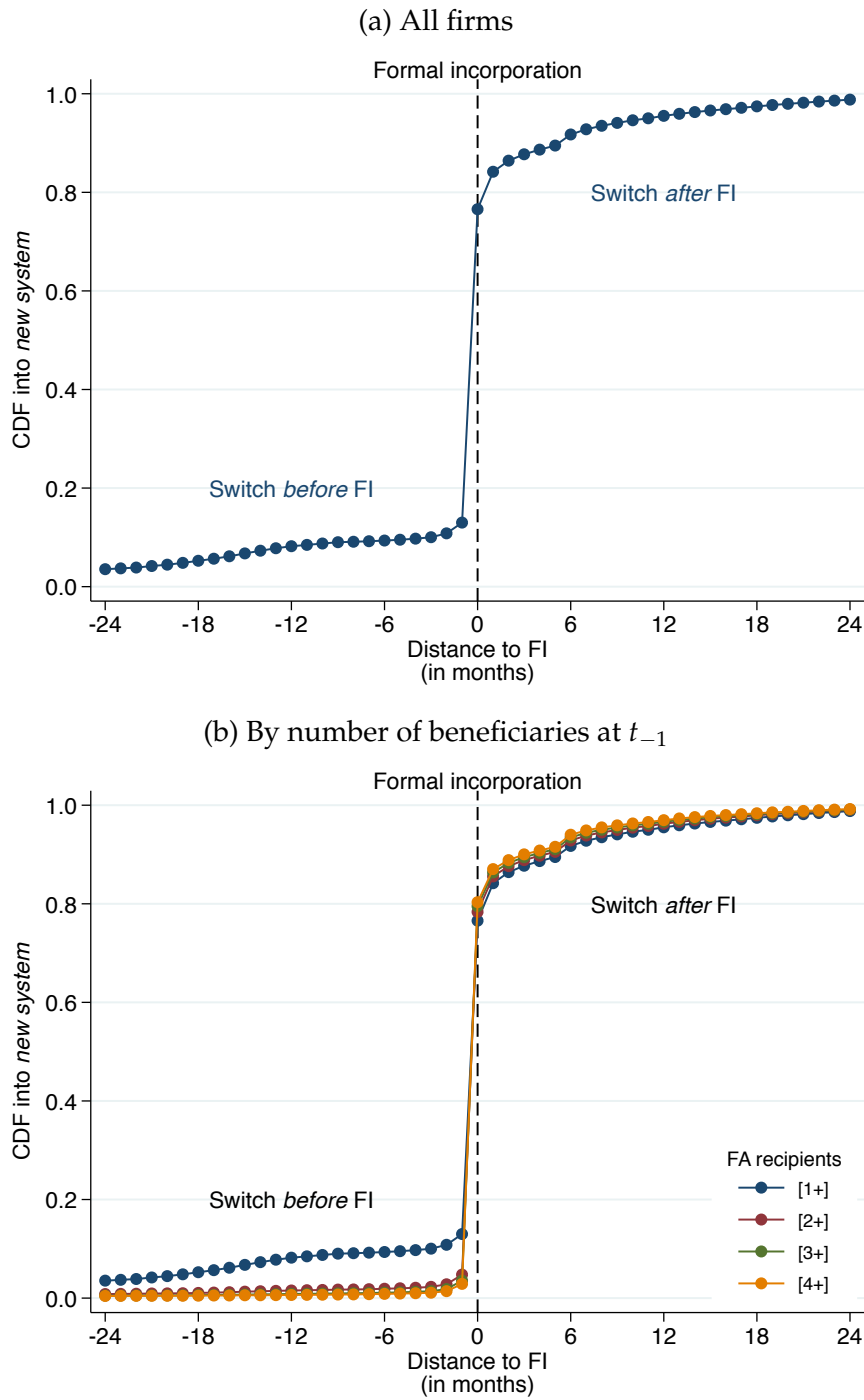 (a) All firms
Formal incorporation
1.0
0.8
0.6
0.4
0.2
0.0
CDF into new system
Switch after FI
Switch before FI
-24 -18 -12 -6 0 6 12 18 24
Distance to FI
(in months)
(b) By number of beneficiaries at t−1
Formal incorporation
1.0
0.8
0.6
0.4
0.2
0.0
CDF into new system
Switch after FI
Switch before FI
FA recipients
[1+]
[2+]
[3+]
[4+]
-24 -18 -12 -6 0 6 12 18 24
Distance to FI
(in months)